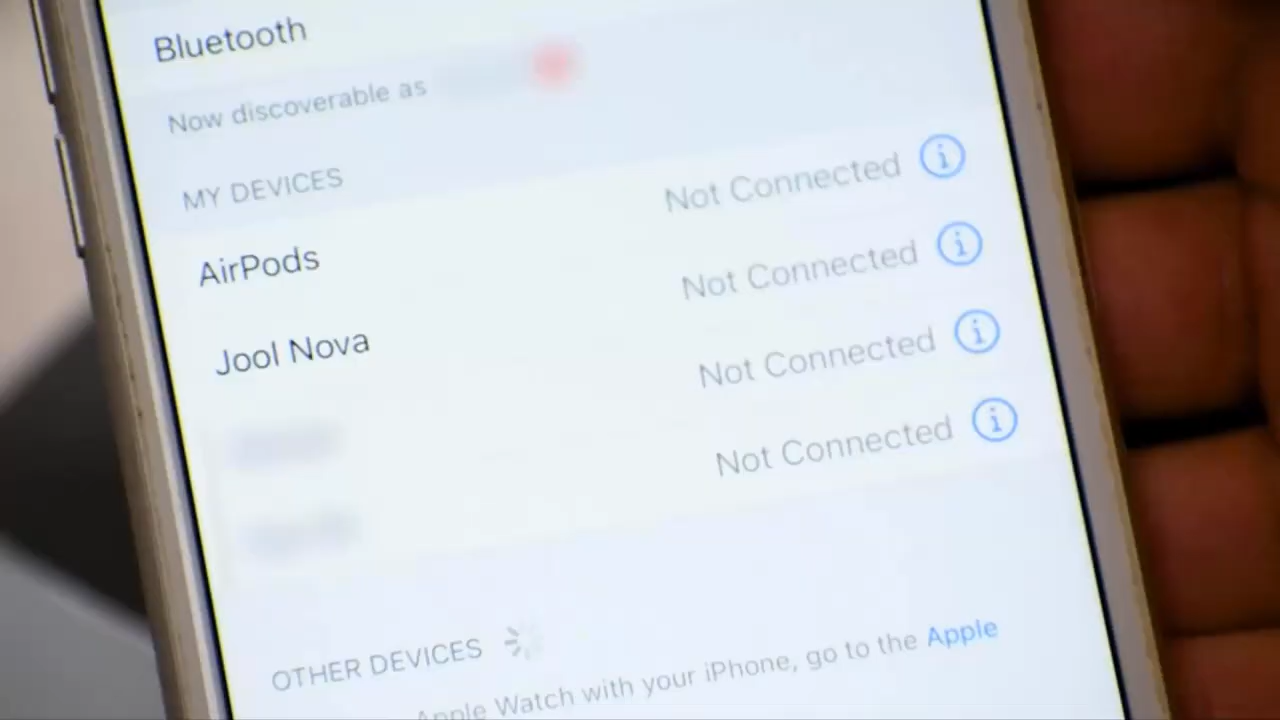 Bluetooth
Now discoverable as
MY DEVICES
AirPods Not Connected
Jool Nova Not Connected
Not Connected
Not Connected
OTHER DEVICES
Apple Watch with your iPhone, go to the Apple